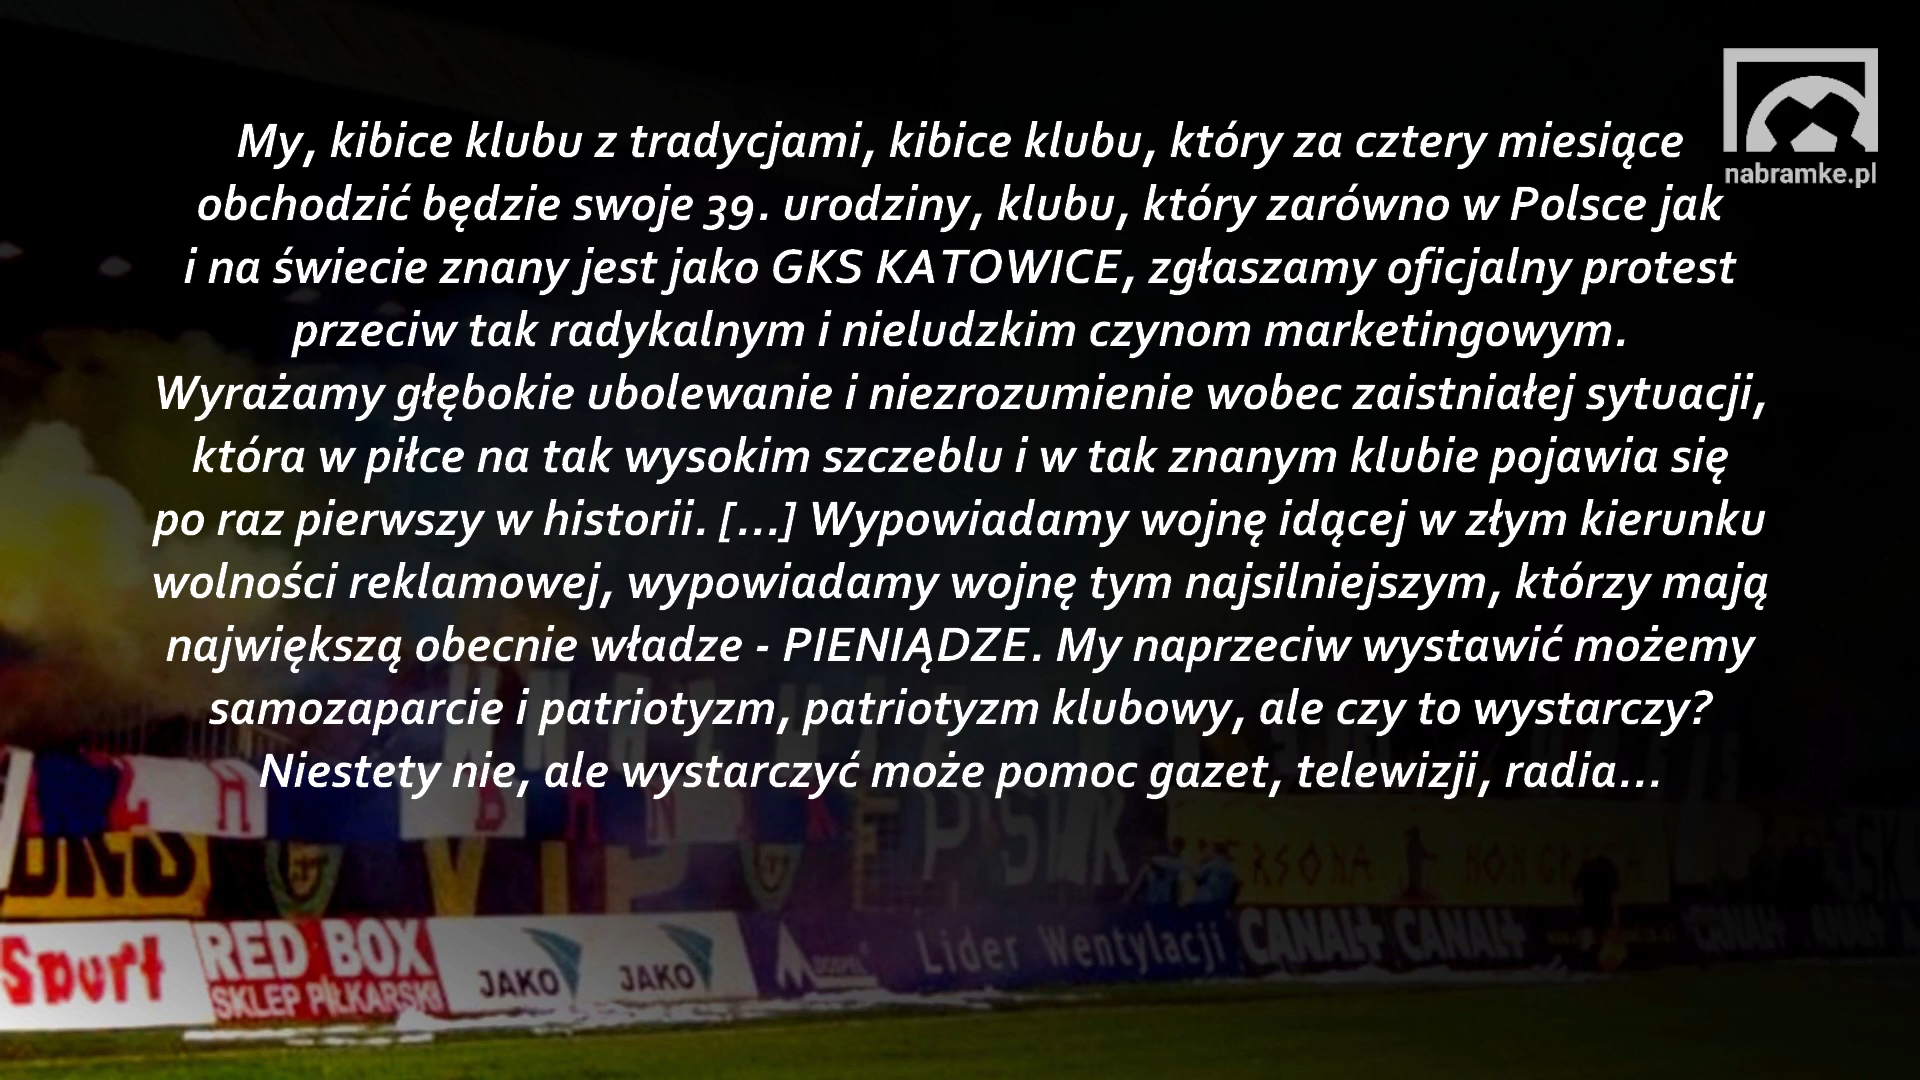 nabramke.pl
My, kibice klubu z tradycjami, kibice klubu, który za cztery miesiące
obchodzić będzie swoje 39. urodziny, klubu, który zarówno w Polsce jak
i na świecie znany jest jako GKS KATOWICE, zgłaszamy oficjalny protest
przeciw tak radykalnym i nieludzkim czynom marketingowym.
Wyrażamy głębokie ubolewanie i niezrozumienie wobec zaistniałej sytuacji,
która w piłce na tak wysokim szczeblu i w tak znanym klubie pojawia się
po raz pierwszy w historii. [...] Wypowiadamy wojnę idącej w złym kierunku
wolności reklamowej, wypowiadamy wojnę tym najsilniejszym, którzy mają
największą obecnie władze - PIENIĄDZE. My naprzeciw wystawić możemy
samozaparcie i patriotyzm, patriotyzm klubowy, ale czy to wystarczy?
Niestety nie, ale wystarczyć może pomoc gazet, telewizji, radia...
PERSONA NON GRATA
Sport RED BOX JAKO JAKO Lider Wentylacji CANAL+ CANAL+
SKLEP PIŁKARSKI